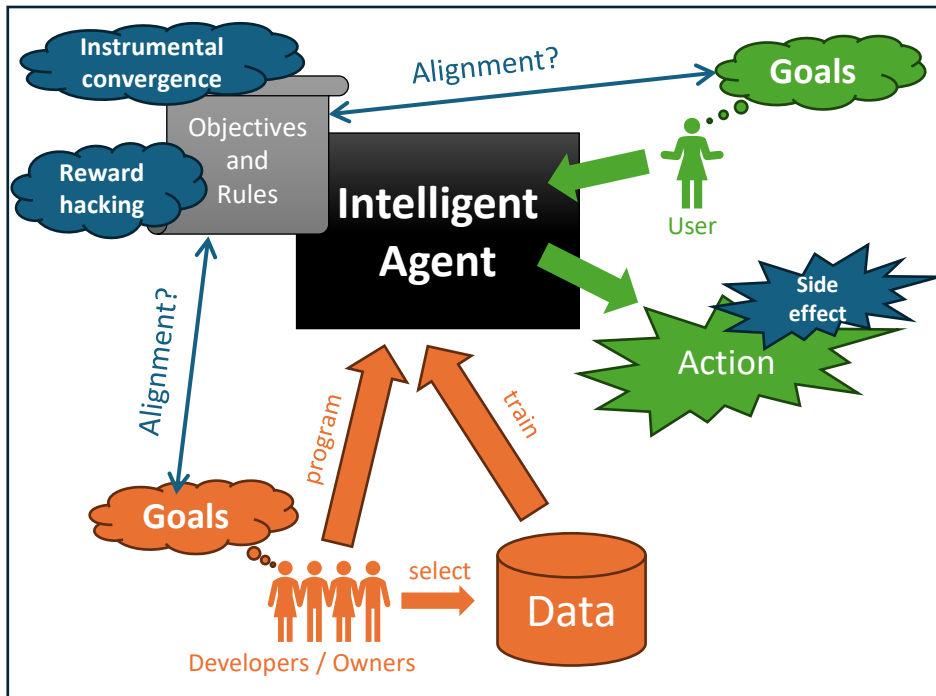 Instrumental
convergence
Alignment?
Goals
Objectives
and
Rules
Reward
hacking
Intelligent
Agent
User
Side
effect
Action
Alignment?
program
train
Goals
select
Data
Developers / Owners